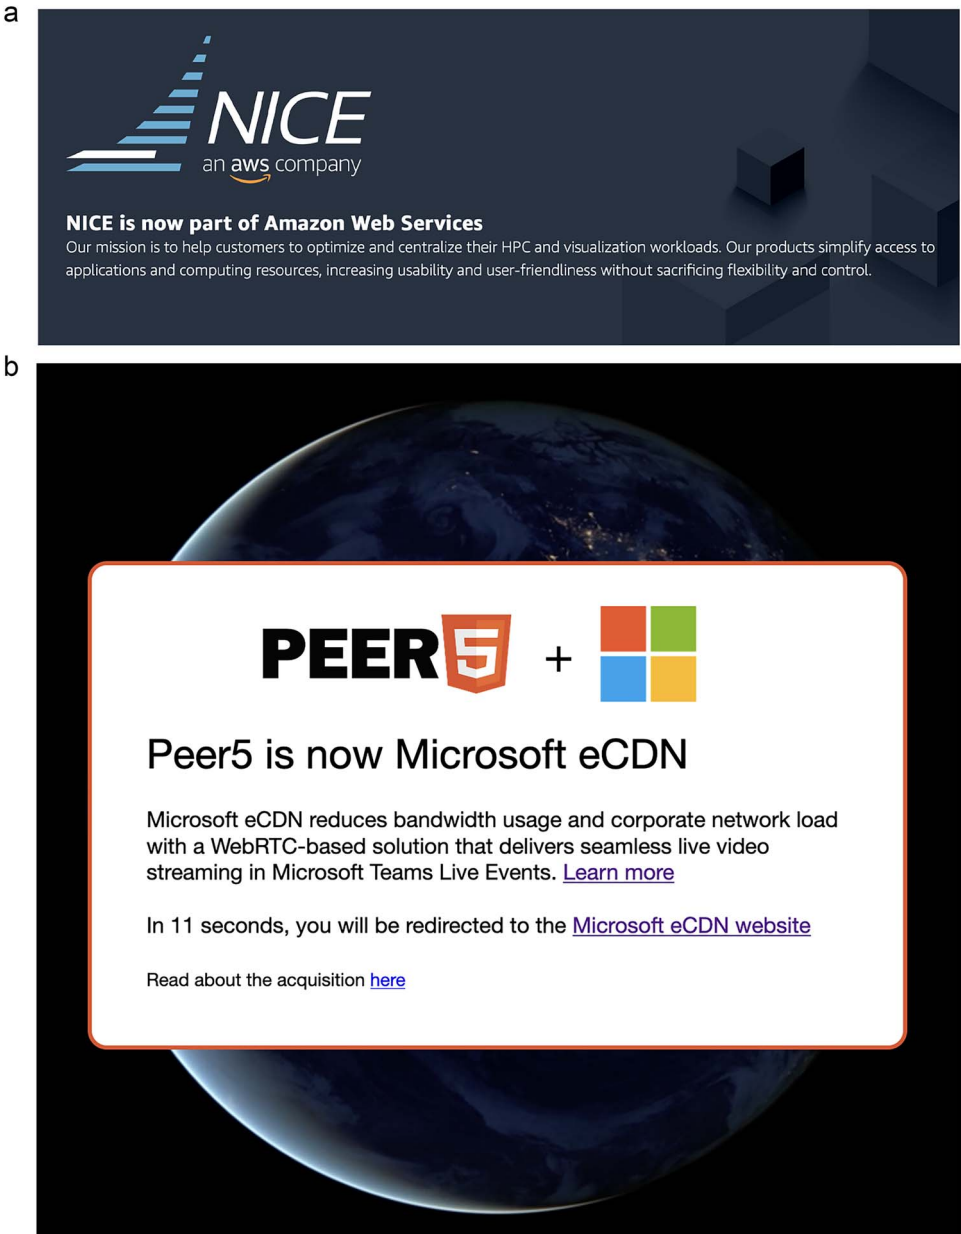 a
NICE
an aws company
NICE is now part of Amazon Web Services
Our mission is to help customers to optimize and centralize their HPC and visualization workloads. Our products simplify access to
applications and computing resources, increasing usability and user-friendliness without sacrificing flexibility and control.
b
PEER5 +
Peer5 is now Microsoft eCDN
Microsoft eCDN reduces bandwidth usage and corporate network load
with a WebRTC-based solution that delivers seamless live video
streaming in Microsoft Teams Live Events. Learn more
In 11 seconds, you will be redirected to the Microsoft eCDN website
Read about the acquisition here